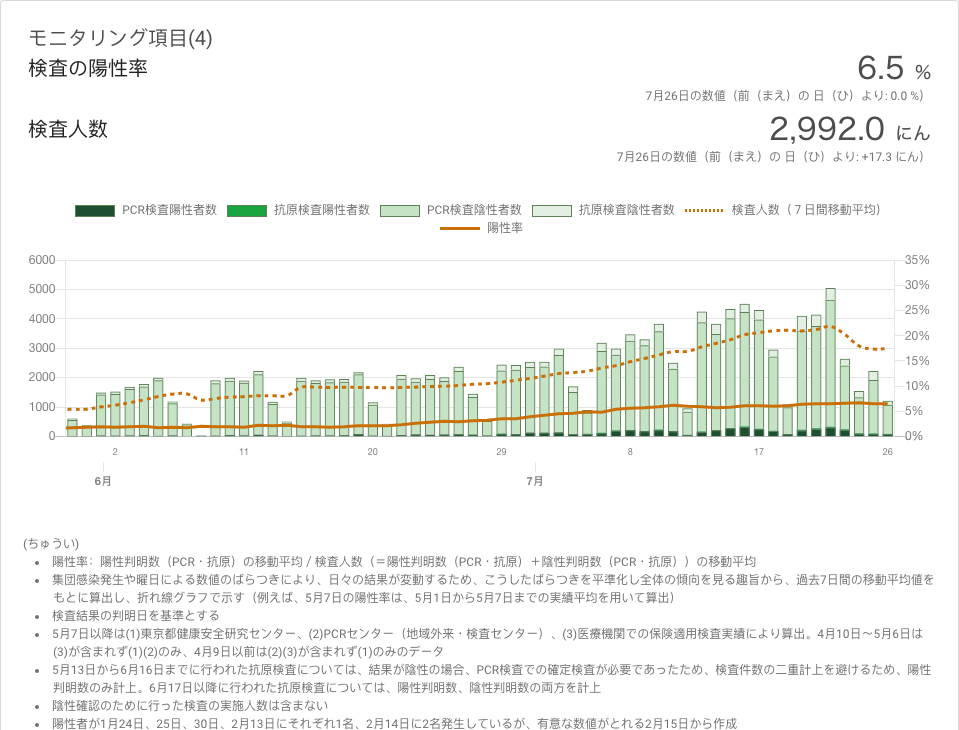 モニタリング項目(4)
検査の陽性率
6.5 %
7月26日の数値（前（まえ）の 日（ひ）より: 0.0 %）
検査人数
2,992.0 にん
7月26日の数値（前（まえ）の 日（ひ）より: +17.3 にん）
PCR検査陽性者数 抗原検査陽性者数 PCR検査陰性者数 抗原検査陰性者数 検査人数（７日間移動平均）
陽性率
6000 35%
5000 30%
4000 25%
3000 20%
2000 15%
1000 10%
0 5%
0%
2 11 20 29 8 17 26
6月 7月
(ちゅうい)
• 陽性率：陽性判明数（PCR・抗原）の移動平均 / 検査人数（＝陽性判明数（PCR・抗原）＋陰性判明数（PCR・抗原））の移動平均
• 集団感染発生や曜日による数値のばらつきにより、日々の結果が変動するため、こうしたばらつきを平準化し全体の傾向を見る趣旨から、過去7日間の移動平均値を
もとに算出し、折れ線グラフで示す（例えば、5月7日の陽性率は、5月1日から5月7日までの実績平均を用いて算出）
• 検査結果の判明日を基準とする
• 5月7日以降は(1)東京都健康安全研究センター、(2)PCRセンター（地域外来・検査センター）、(3)医療機関での保険適用検査実績により算出。4月10日～5月6日は
(3)が含まれず(1)(2)のみ、4月9日以前は(2)(3)が含まれず(1)のみのデータ
• 5月13日から6月16日までに行われた抗原検査については、結果が陰性の場合、PCR検査での確定検査が必要であったため、検査件数の二重計上を避けるため、陽性
判明数のみ計上。6月17日以降に行われた抗原検査については、陽性判明数、陰性判明数の両方を計上
• 陰性確認のために行った検査の実施人数は含まない
• 陽性者が1月24日、25日、30日、2月13日にそれぞれ1名、2月14日に2名発生しているが、有意な数値がとれる2月15日から作成